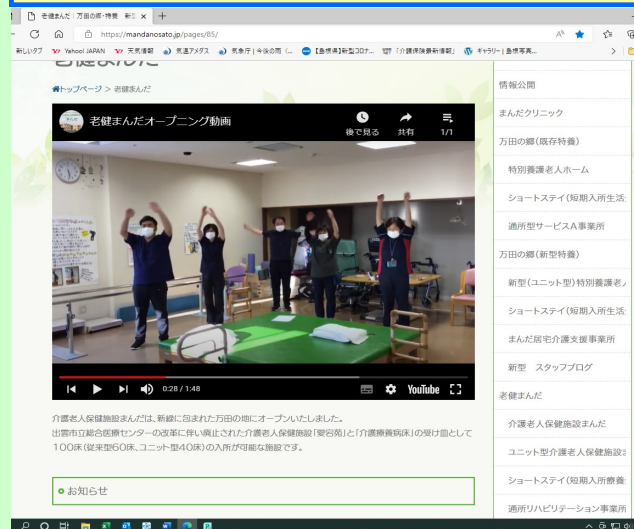 老健まんだ | 万田の郷・特養 新型
https://mandanosato.jp/pages/85/
新しいタブ Yahoo! JAPAN 天気情報 気温アメダス 気象庁 | 今後の雨（... 【島根県】新型コロナ... 「介護保険最新情報」 ギャラリー | 島根写真...
老健まんだ
トップページ > 老健まんだ
老健まんだオープニング動画
後で見る 共有 1/1
0:28 / 1:48
YouTube
介護老人保健施設まんだは、新緑に包まれた万田の地にオープンいたしました。
出雲市立総合医療センターの改革に伴い廃止された介護老人保健施設「愛宕苑」と「介護療養病床」の受け皿として
100床（従来型60床、ユニット型40床）の入所が可能な施設です。
お知らせ
情報公開
まんだクリニック
万田の郷（既存特養）
特別養護老人ホーム
ショートステイ（短期入所生活
通所型サービスA事業所
万田の郷（新型特養）
新型（ユニット型）特別養護老
ショートステイ（短期入所生活
まんだ居宅介護支援事業所
新型 スタッフブログ
老健まんだ
介護老人保健施設まんだ
ユニット型介護老人保健施設
ショートステイ（短期入所療養
通所リハビリテーション事業所